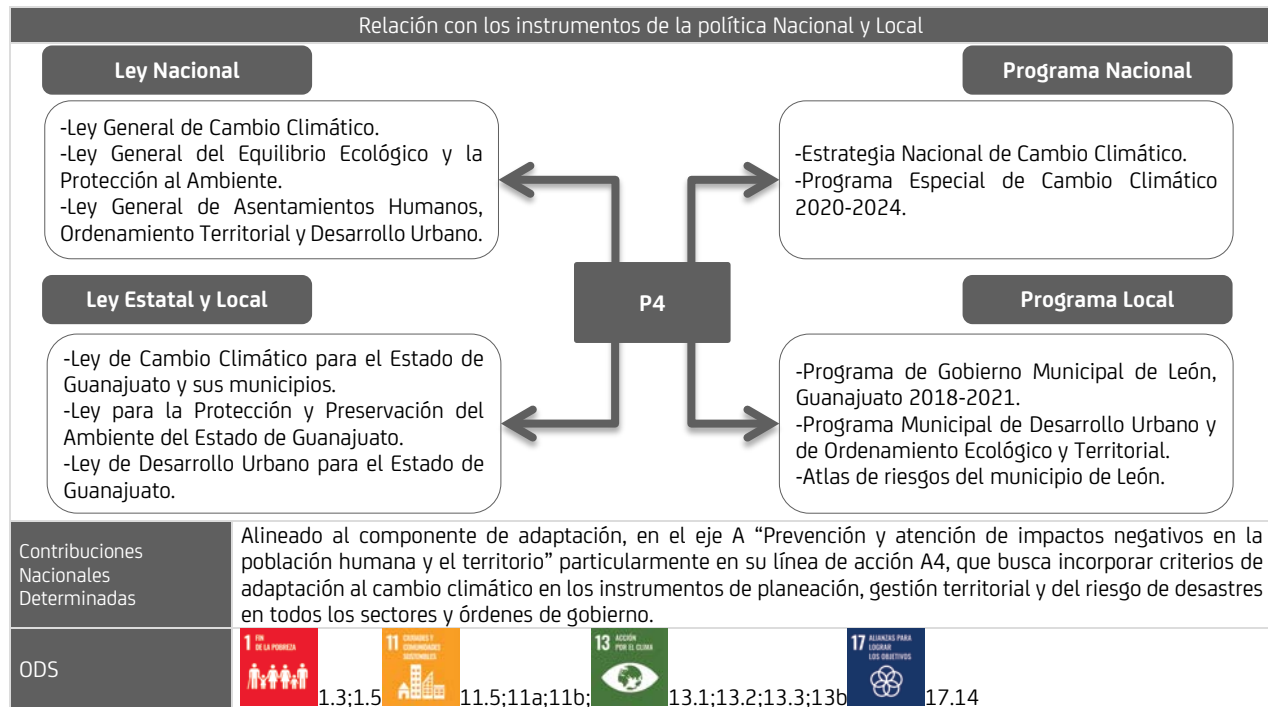 Relación con los instrumentos de la política Nacional y Local
Ley Nacional
-Ley General de Cambio Climático.
-Ley General del Equilibrio Ecológico y la
Protección al Ambiente.
-Ley General de Asentamientos Humanos,
Ordenamiento Territorial y Desarrollo Urbano.
Programa Nacional
-Estrategia Nacional de Cambio Climático.
-Programa Especial de Cambio Climático
2020-2024.
P4
Ley Estatal y Local
-Ley de Cambio Climático para el Estado de
Guanajuato y sus municipios.
-Ley para la Protección y Preservación del
Ambiente del Estado de Guanajuato.
-Ley de Desarrollo Urbano para el Estado de
Guanajuato.
Programa Local
-Programa de Gobierno Municipal de León,
Guanajuato 2018-2021.
-Programa Municipal de Desarrollo Urbano y
de Ordenamiento Ecológico y Territorial.
-Atlas de riesgos del municipio de León.
Contribuciones
Nacionales
Determinadas
Alineado al componente de adaptación, en el eje A “Prevención y atención de impactos negativos en la
población humana y el territorio” particularmente en su línea de acción A4, que busca incorporar criterios de
adaptación al cambio climático en los instrumentos de planeación, gestión territorial y del riesgo de desastres
en todos los sectores y órdenes de gobierno.
ODS
1 FIN
DE LA POBREZA
1.3;1.5
11 CIUDADES Y
COMUNIDADES
SOSTENIBLES
11.5;11a;11b;
13 ACCIÓN
POR EL CLIMA
13.1;13.2;13.3;13b
17 ALIANZAS PARA
LOGRAR
LOS OBJETIVOS
17.14